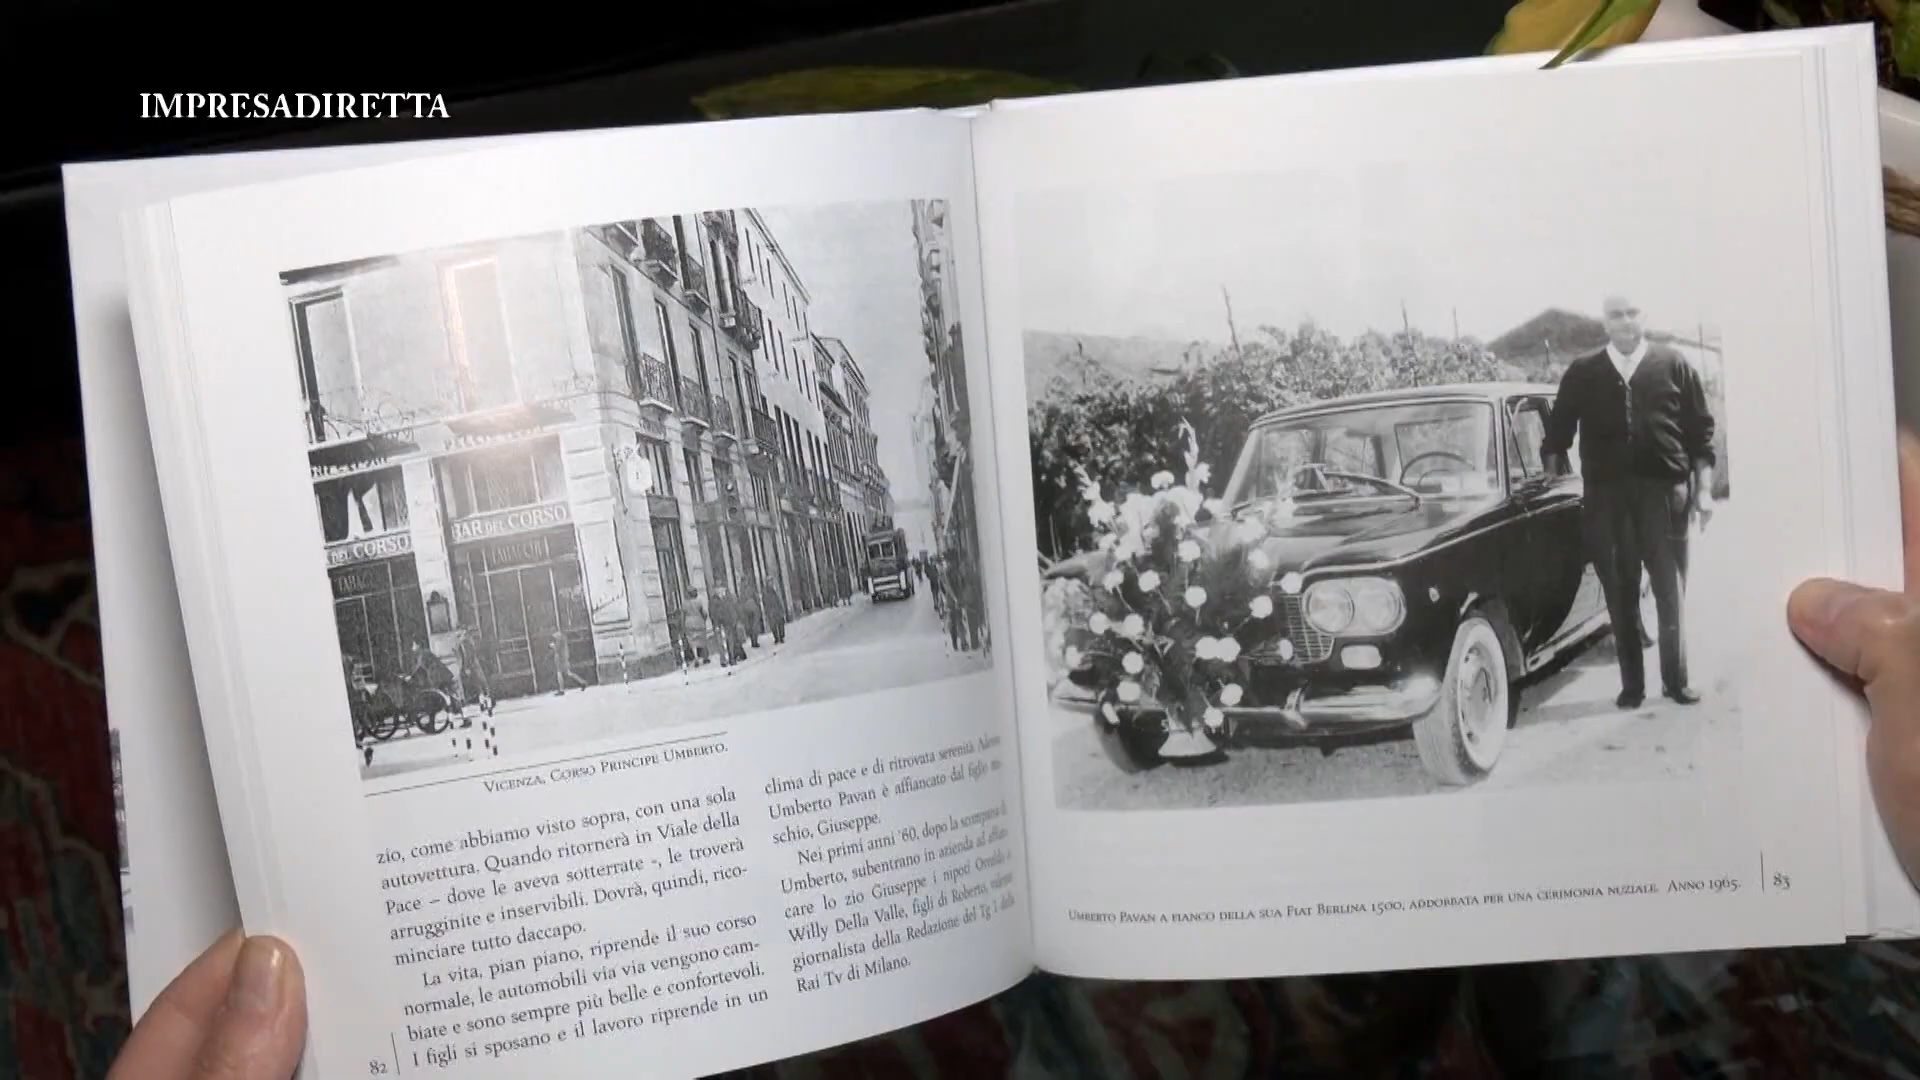 IMPRESADIRETTA
BAR DEL CORSO
DEL CORSO
TABACCHI
Vicenza, Corso Principe Umberto.
zio, come abbiamo visto sopra, con una sola
autovettura. Quando ritornerà in Viale della
Pace – dove le aveva sotterrate -, le troverà
arrugginite e inservibili. Dovrà, quindi, rico-
minciare tutto daccapo.
La vita, pian piano, riprende il suo corso
normale, le automobili via via vengono cam-
biate e sono sempre più belle e confortevoli.
I figli si sposano e il lavoro riprende in un
82
clima di pace e di ritrovata serenità.
Umberto Pavan è affiancato dal figlio
schio, Giuseppe.
Nei primi anni '60, dopo la scomparsa di
Umberto, subentrano in azienda ad
care lo zio Giuseppe i nipoti Osvaldo e
Willy Della Valle, figli di Roberto,
giornalista della Redazione del Tg 1 della
Rai Tv di Milano.
Umberto Pavan a fianco della sua Fiat Berlina 1500, addobbata per una cerimonia nuziale. Anno 1965.
83